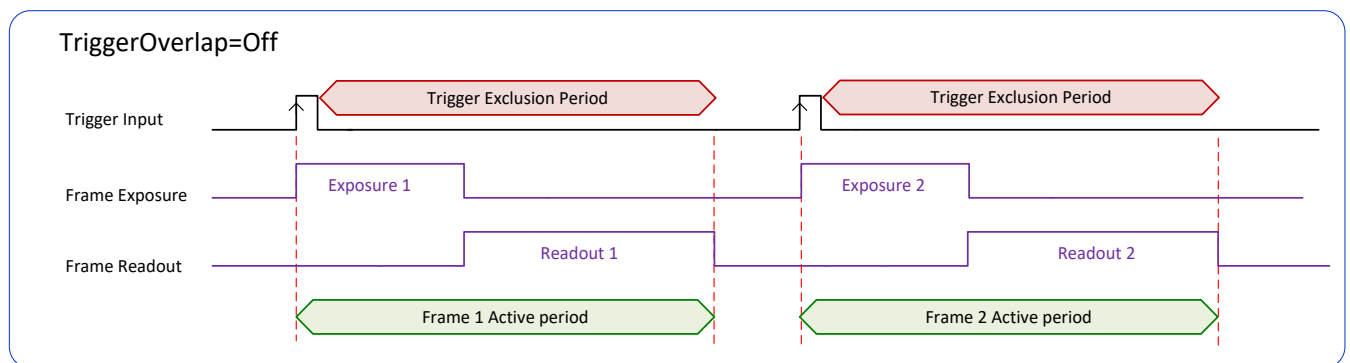 TriggerOverlap=Off
Trigger Exclusion Period
Trigger Exclusion Period
Trigger Input
Exposure 1
Exposure 2
Frame Exposure
Readout 1
Readout 2
Frame Readout
Frame 1 Active period
Frame 2 Active period